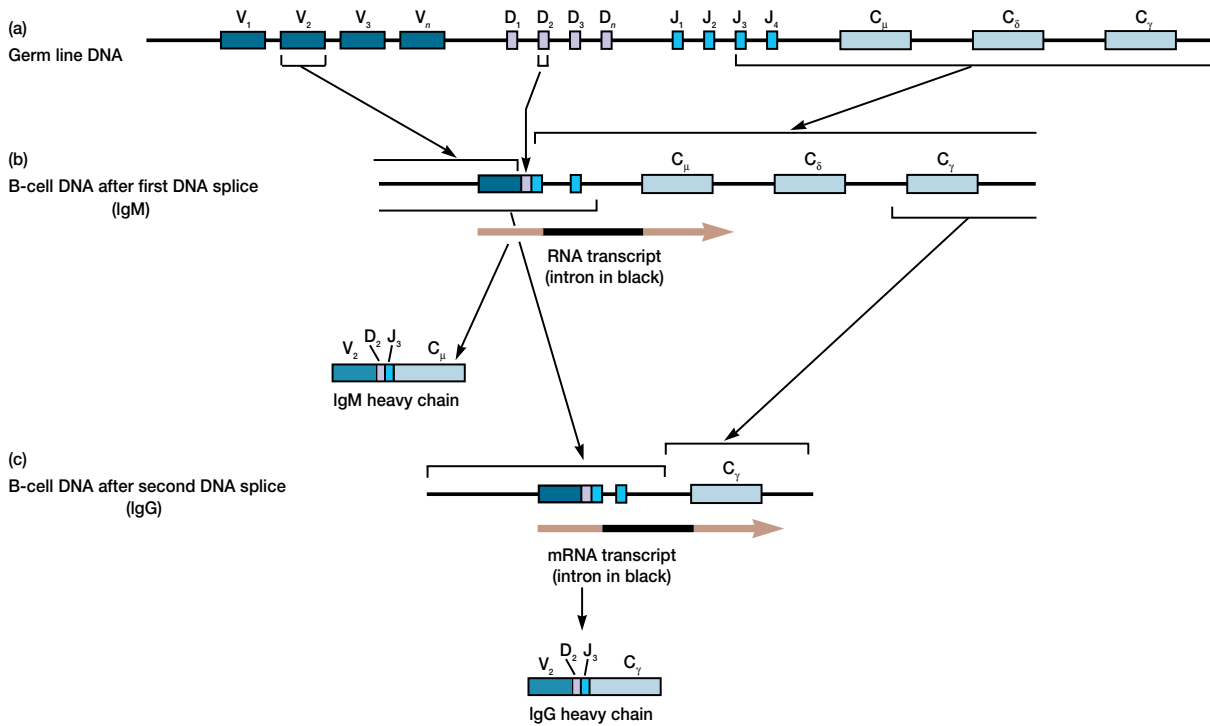 V₁ V₂ V₃ Vₙ D₁ D₂ D₃ Dₙ J₁ J₂ J₃ J₄ Cμ Cδ Cγ
(a)
Germ line DNA
(b)
B-cell DNA after first DNA splice
(IgM)
Cμ Cδ Cγ
RNA transcript
(intron in black)
V₂ D₂ J₃ Cμ
IgM heavy chain
(c)
B-cell DNA after second DNA splice
(IgG)
Cγ
mRNA transcript
(intron in black)
V₂ D₂ J₃ Cγ
IgG heavy chain